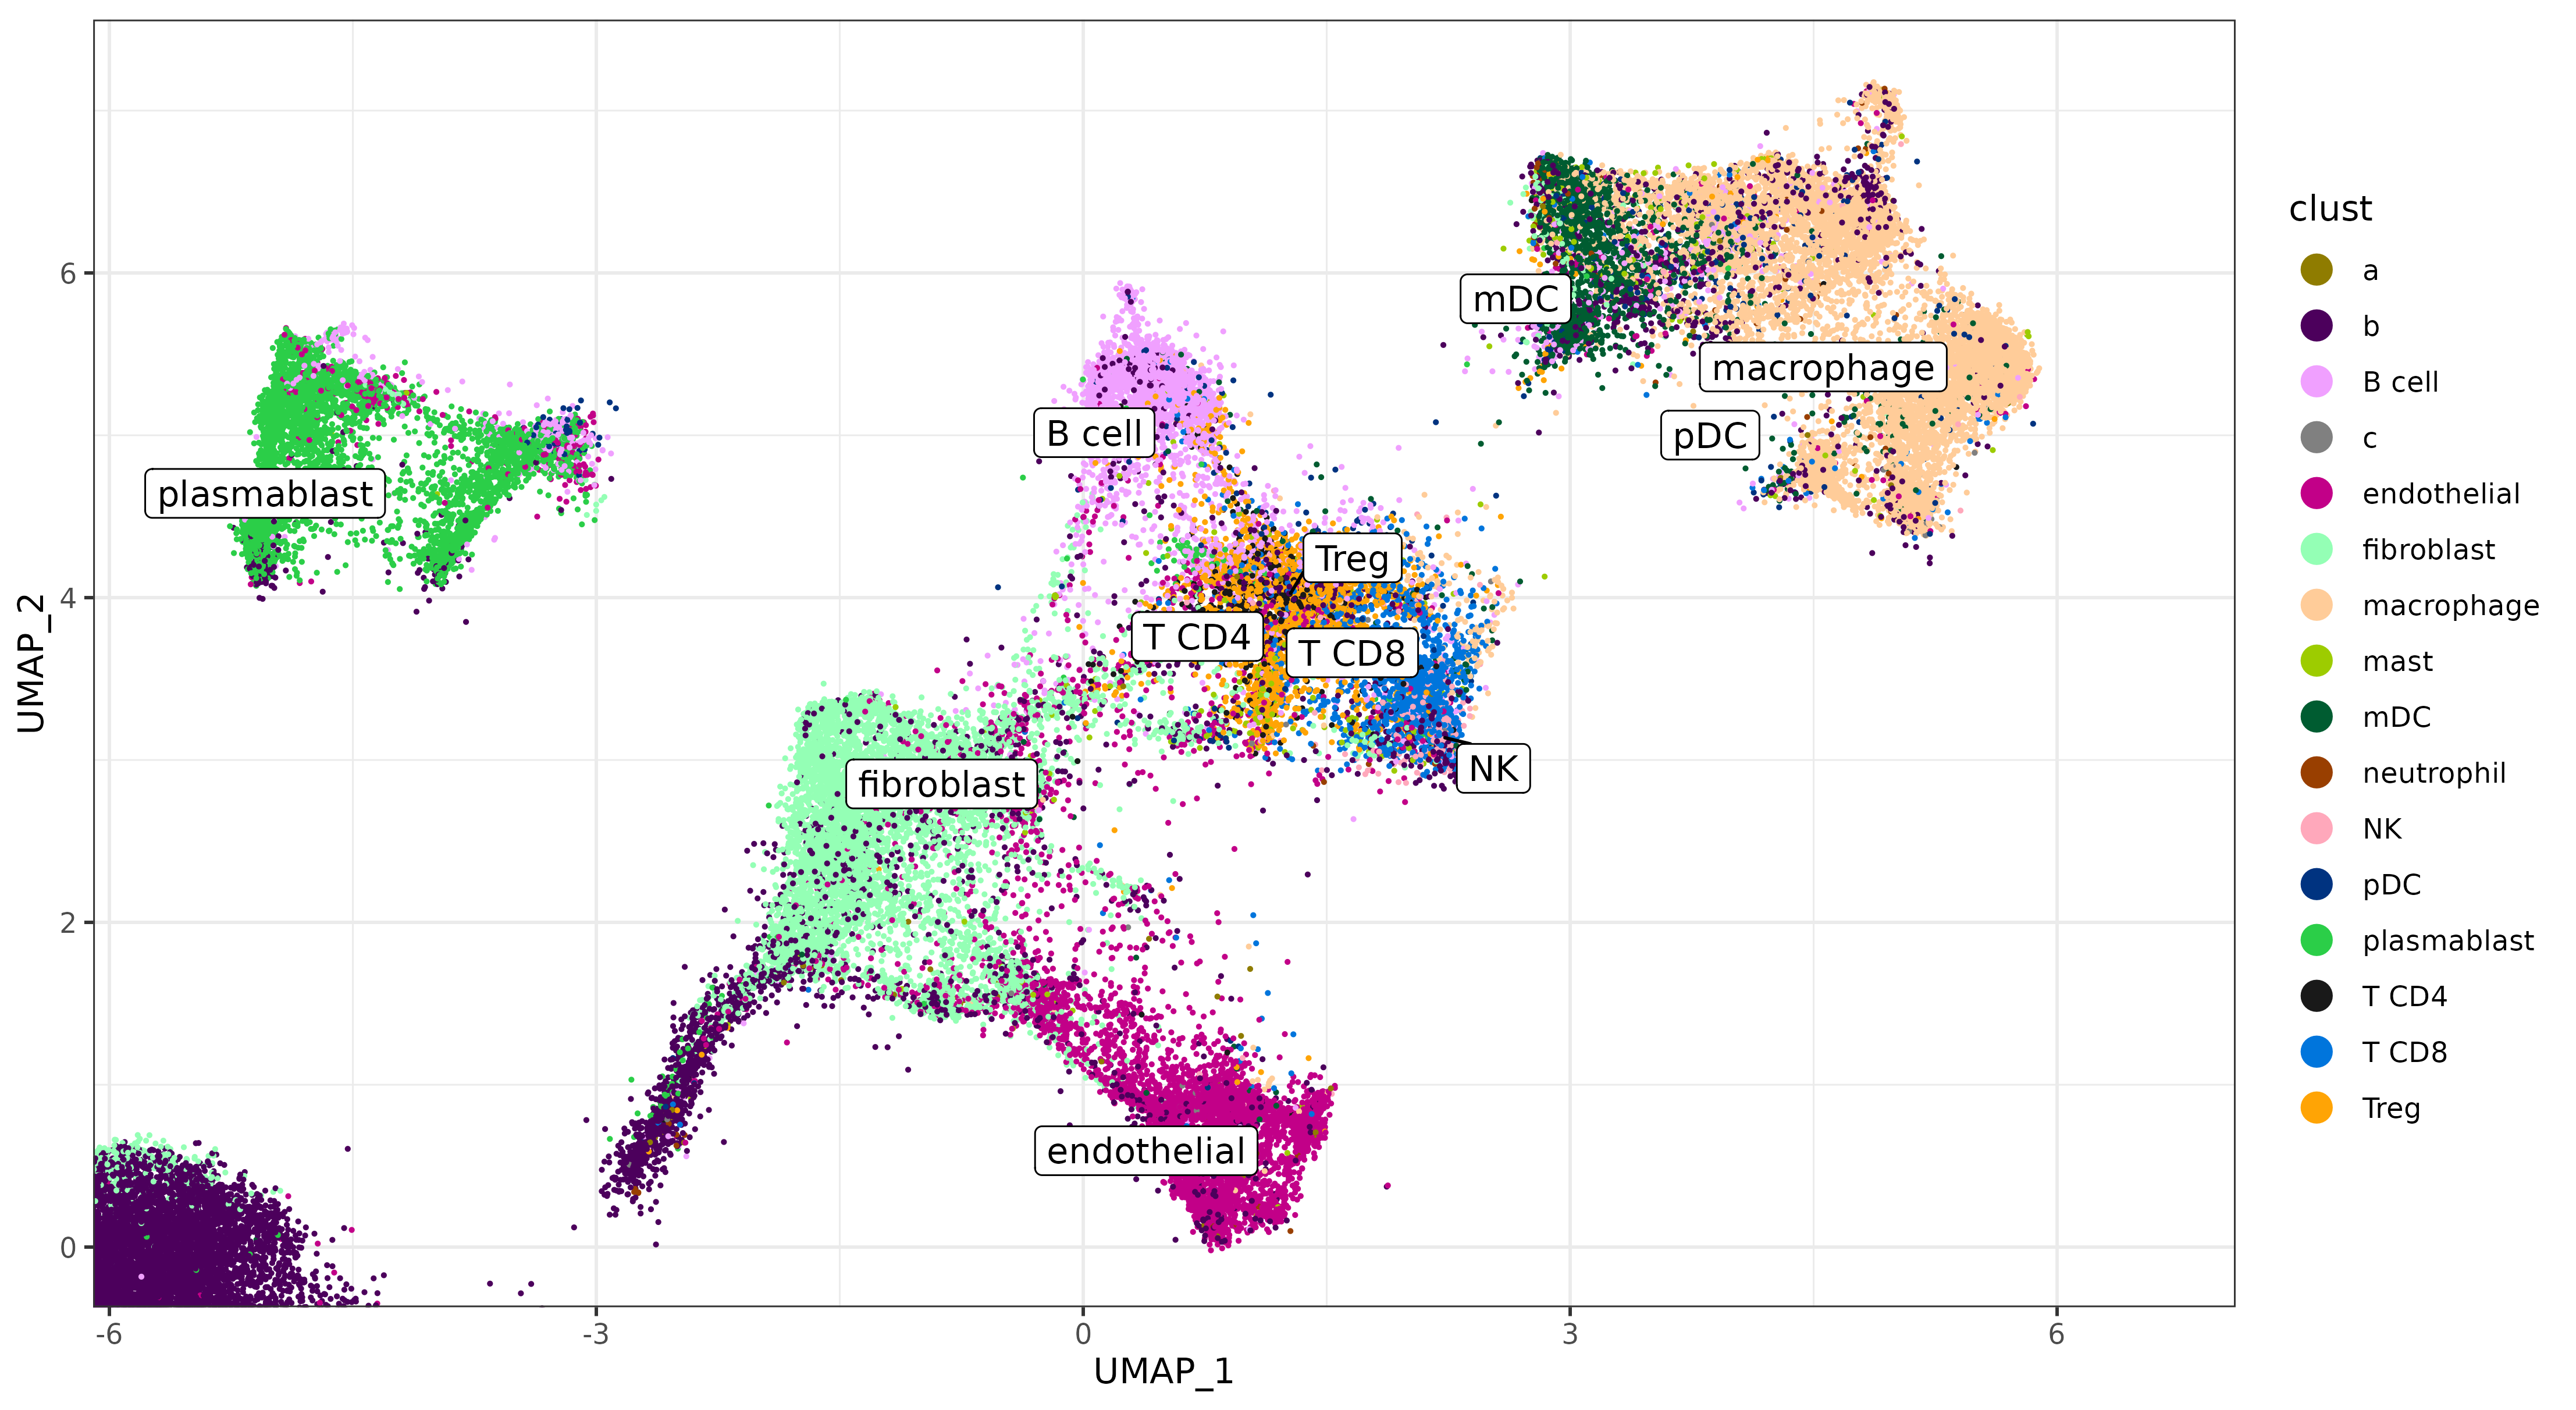 clust
a
b
B cell
c
endothelial
fibroblast
macrophage
mast
mDC
neutrophil
NK
pDC
plasmablast
T CD4
T CD8
Treg
mDC
macrophage
pDC
B cell
plasmablast
Treg
T CD4
T CD8
NK
fibroblast
endothelial
UMAP_2
6
4
2
0
-6
-3
0
3
6
UMAP_1